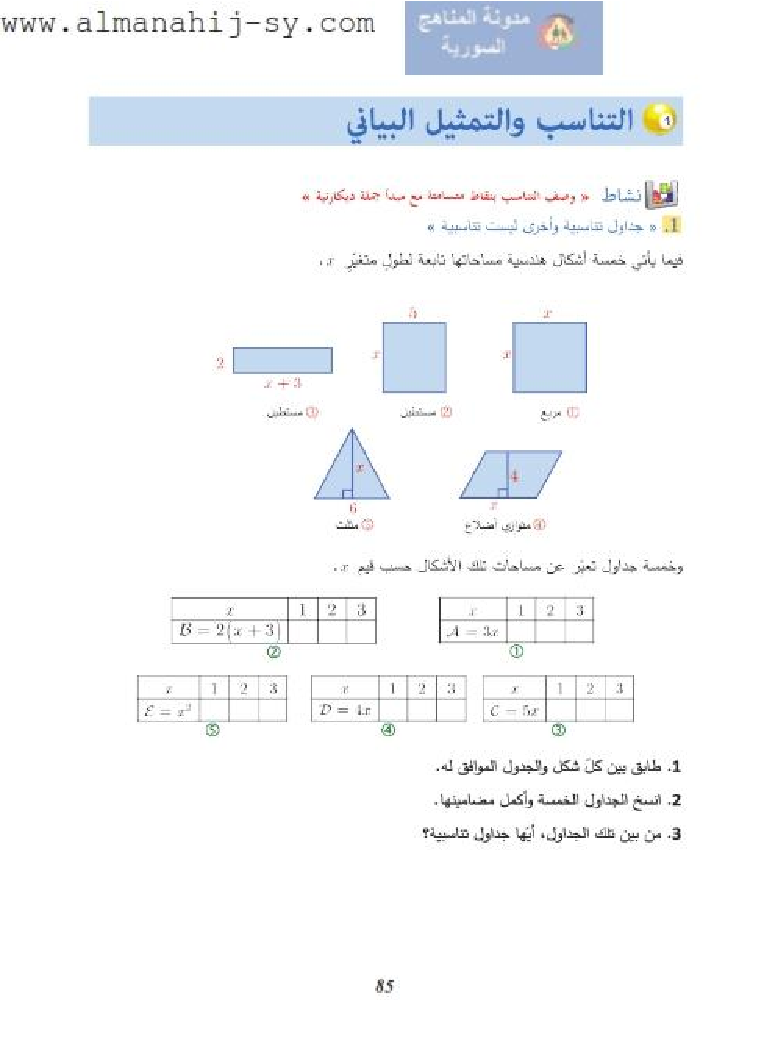 www.almanahij-sy.com
مدونة المناهج
السورية
1 التناسب والتمثيل البياني
نشاط « وصف التناسب بنقاط متسامتة مع مبدأ جملة ديكارتية »
1. « جداول تناسبية وأخرى ليست تناسبية »
فيما يأتي خمسة أشكال هندسية مساحاتها تابعة لطولٍ متغيّر x .
x
x
① مربع
5
x
② مستطيل
2
x + 3
③ مستطيل
4
x
④ متوازي أضلاع
x
6
⑤ مثلث
وخمسة جداول تعبّر عن مساحات تلك الأشكال حسب قيم x .
x 1 2 3
A = 3x
①
x 1 2 3
B = 2(x + 3)
②
x 1 2 3
C = 5x
③
x 1 2 3
D = 4x
④
x 1 2 3
E = x²
⑤
1. طابق بين كلّ شكل والجدول الموافق له.
2. انسخ الجداول الخمسة وأكمل مضامينها.
3. من بين تلك الجداول، أيّها جداول تناسبية؟
85